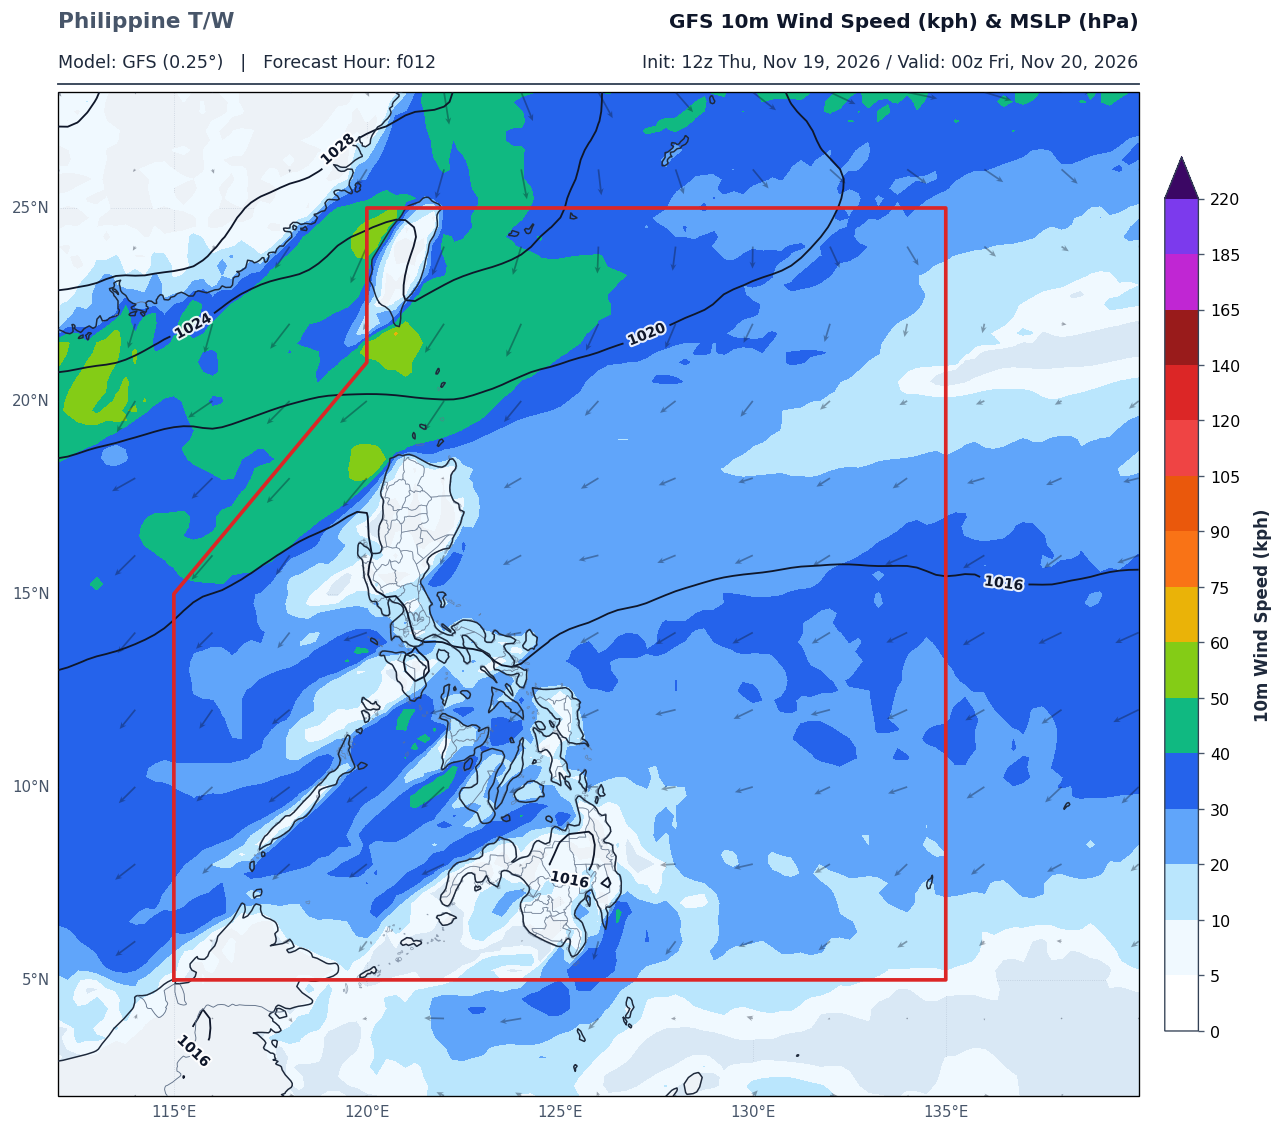 Philippine T/W
GFS 10m Wind Speed (kph) & MSLP (hPa)
Model: GFS (0.25°)   |   Forecast Hour: f012
Init: 12z Thu, Nov 19, 2026 / Valid: 00z Fri, Nov 20, 2026
1028
1024
1020
1016
1016
1016
25°N
20°N
15°N
10°N
5°N
115°E
120°E
125°E
130°E
135°E
220
185
165
140
120
105
90
75
60
50
40
30
20
10
5
0
10m Wind Speed (kph)